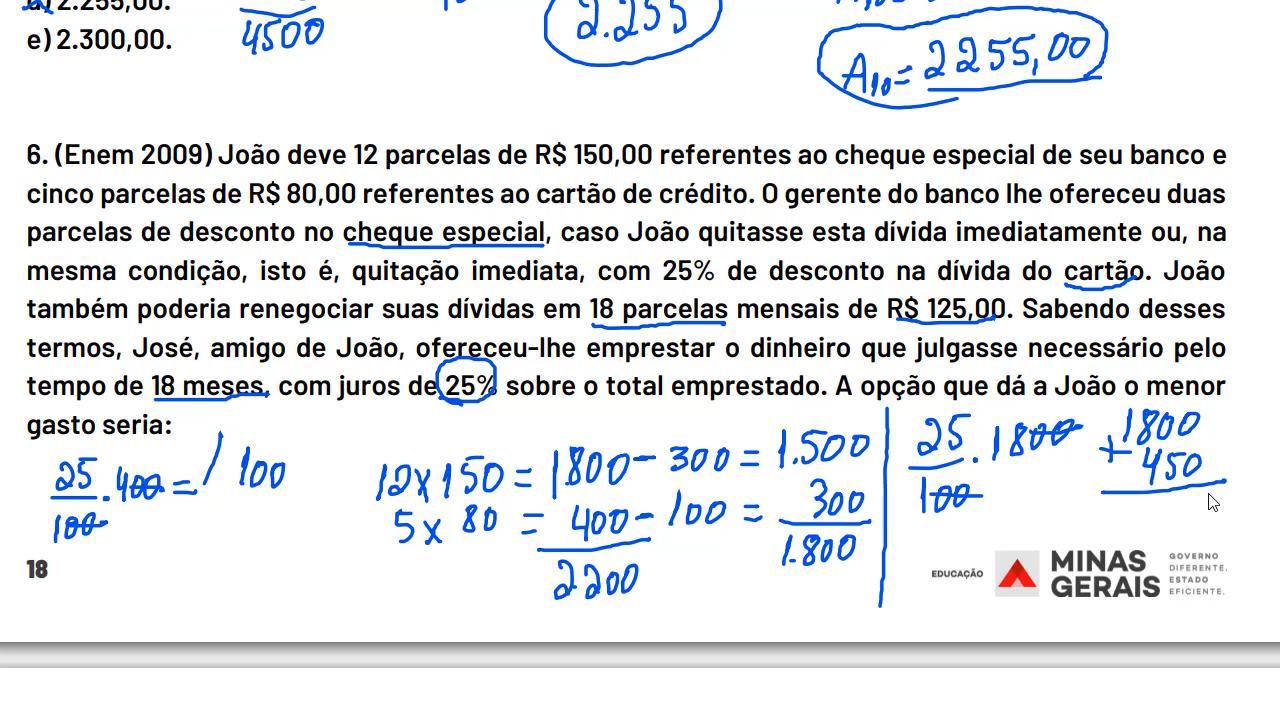 a) 2.255,00.
e) 2.300,00.
4500
2.255
A10 = 2255,00
6. (Enem 2009) João deve 12 parcelas de R$ 150,00 referentes ao cheque especial de seu banco e
cinco parcelas de R$ 80,00 referentes ao cartão de crédito. O gerente do banco lhe ofereceu duas
parcelas de desconto no cheque especial, caso João quitasse esta dívida imediatamente ou, na
mesma condição, isto é, quitação imediata, com 25% de desconto na dívida do cartão. João
também poderia renegociar suas dívidas em 18 parcelas mensais de R$ 125,00. Sabendo desses
termos, José, amigo de João, ofereceu-lhe emprestar o dinheiro que julgasse necessário pelo
tempo de 18 meses, com juros de 25% sobre o total emprestado. A opção que dá a João o menor
gasto seria:
25/100 . 400 = / 100
12 x 150 = 1800 - 300 = 1.500
5 x 80 = 400 - 100 = 300
2200
1.800
25/100 . 1800
1800
+ 450
18
EDUCAÇÃO
MINAS
GERAIS
GOVERNO
DIFERENTE.
ESTADO
EFICIENTE.